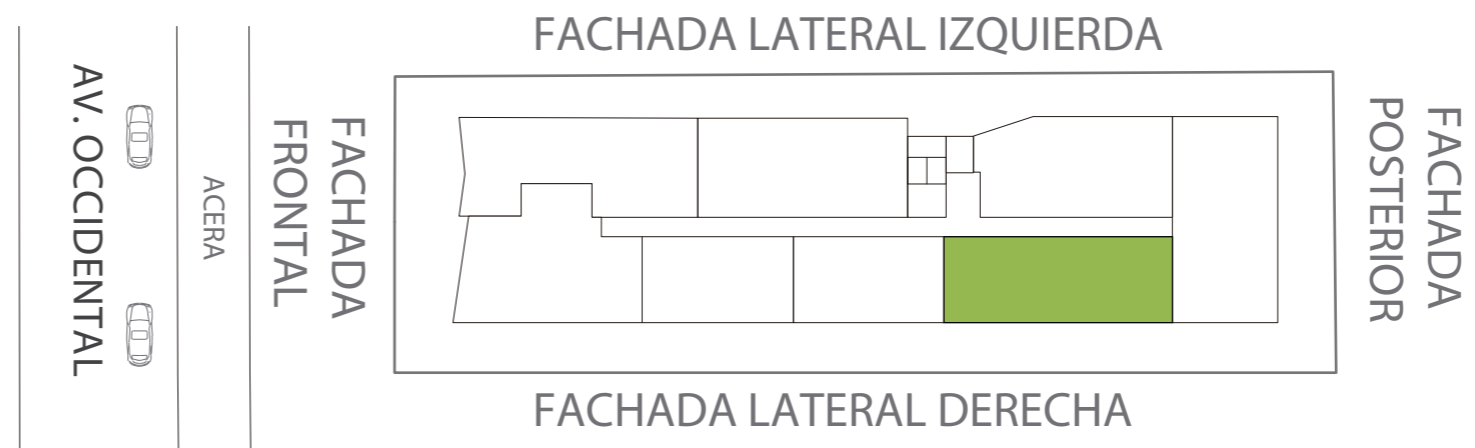 FACHADA LATERAL IZQUIERDA
AV. OCCIDENTAL
ACERA
FACHADA
FRONTAL
FACHADA
POSTERIOR
FACHADA LATERAL DERECHA